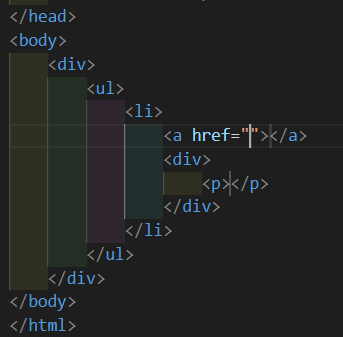 </head>
<body>
<div>
<ul>
<li>
<a href=""></a>
<div>
<p></p>
</div>
</li>
</ul>
</div>
</body>
</html>